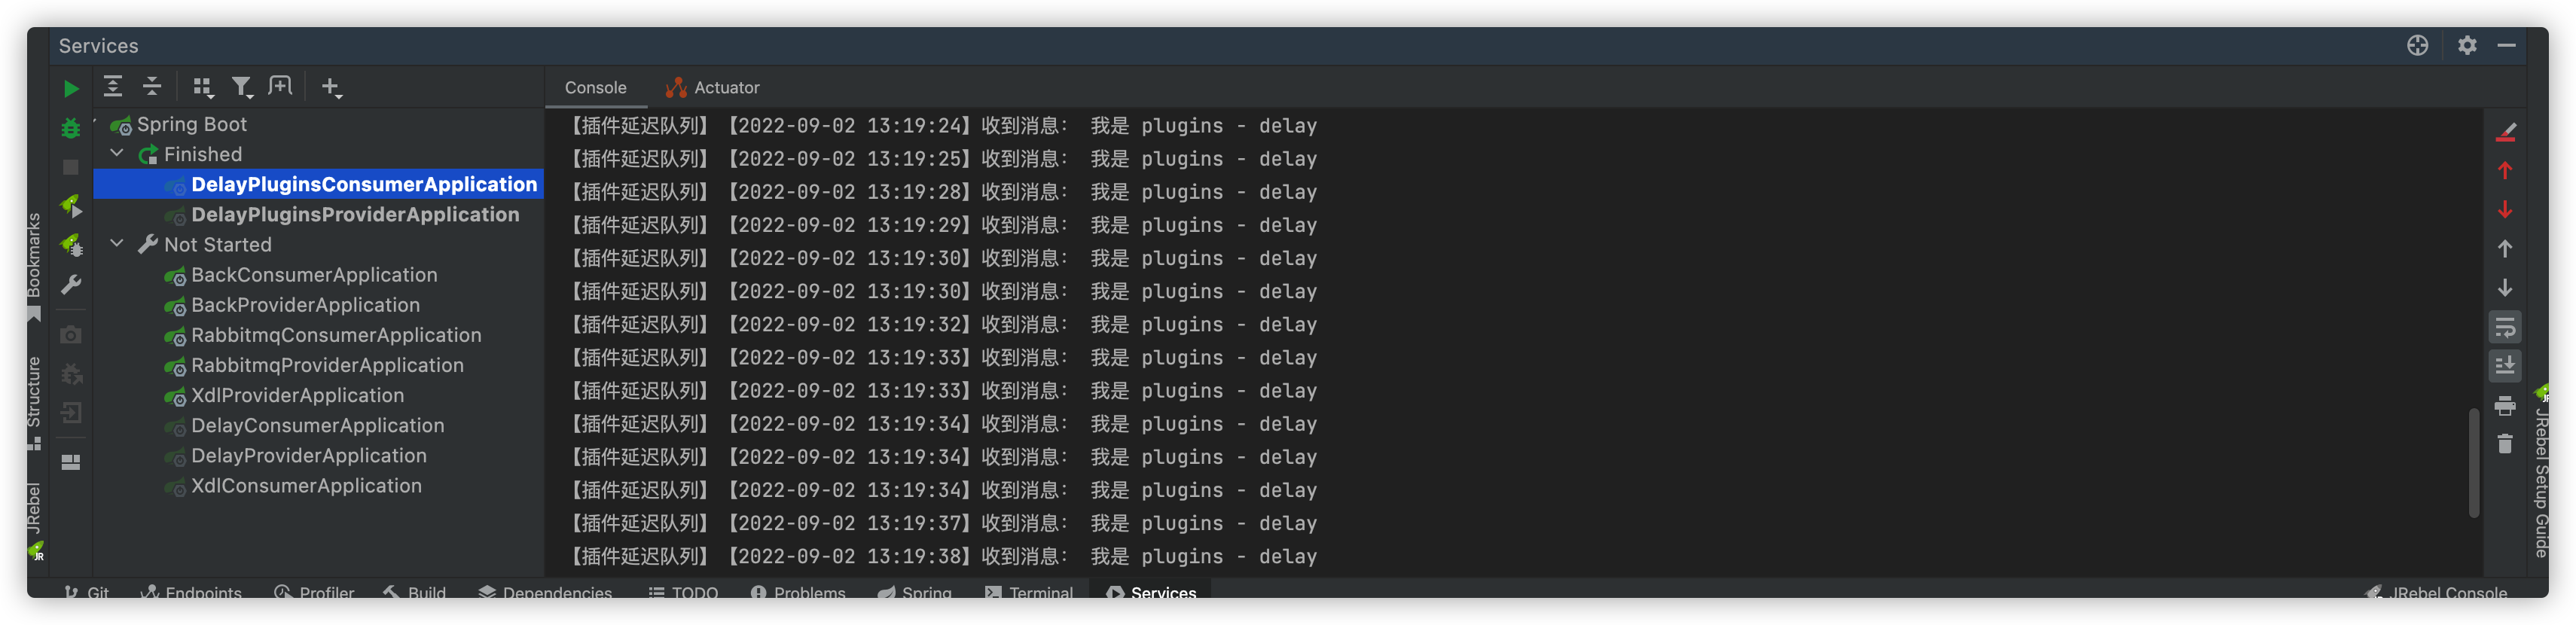 Services
Console
Actuator
Spring Boot
Finished
DelayPluginsConsumerApplication
DelayPluginsProviderApplication
Not Started
BackConsumerApplication
BackProviderApplication
RabbitmqConsumerApplication
RabbitmqProviderApplication
XdlProviderApplication
DelayConsumerApplication
DelayProviderApplication
XdlConsumerApplication
【插件延迟队列】【2022-09-02 13:19:24】收到消息: 我是 plugins - delay
【插件延迟队列】【2022-09-02 13:19:25】收到消息: 我是 plugins - delay
【插件延迟队列】【2022-09-02 13:19:28】收到消息: 我是 plugins - delay
【插件延迟队列】【2022-09-02 13:19:29】收到消息: 我是 plugins - delay
【插件延迟队列】【2022-09-02 13:19:30】收到消息: 我是 plugins - delay
【插件延迟队列】【2022-09-02 13:19:30】收到消息: 我是 plugins - delay
【插件延迟队列】【2022-09-02 13:19:32】收到消息: 我是 plugins - delay
【插件延迟队列】【2022-09-02 13:19:33】收到消息: 我是 plugins - delay
【插件延迟队列】【2022-09-02 13:19:33】收到消息: 我是 plugins - delay
【插件延迟队列】【2022-09-02 13:19:34】收到消息: 我是 plugins - delay
【插件延迟队列】【2022-09-02 13:19:34】收到消息: 我是 plugins - delay
【插件延迟队列】【2022-09-02 13:19:34】收到消息: 我是 plugins - delay
【插件延迟队列】【2022-09-02 13:19:37】收到消息: 我是 plugins - delay
【插件延迟队列】【2022-09-02 13:19:38】收到消息: 我是 plugins - delay
Bookmarks
Structure
JRebel
JRebel Setup Guide
Git
Endpoints
Profiler
Build
Dependencies
TODO
Problems
Spring
Terminal
Services
JRebel Console